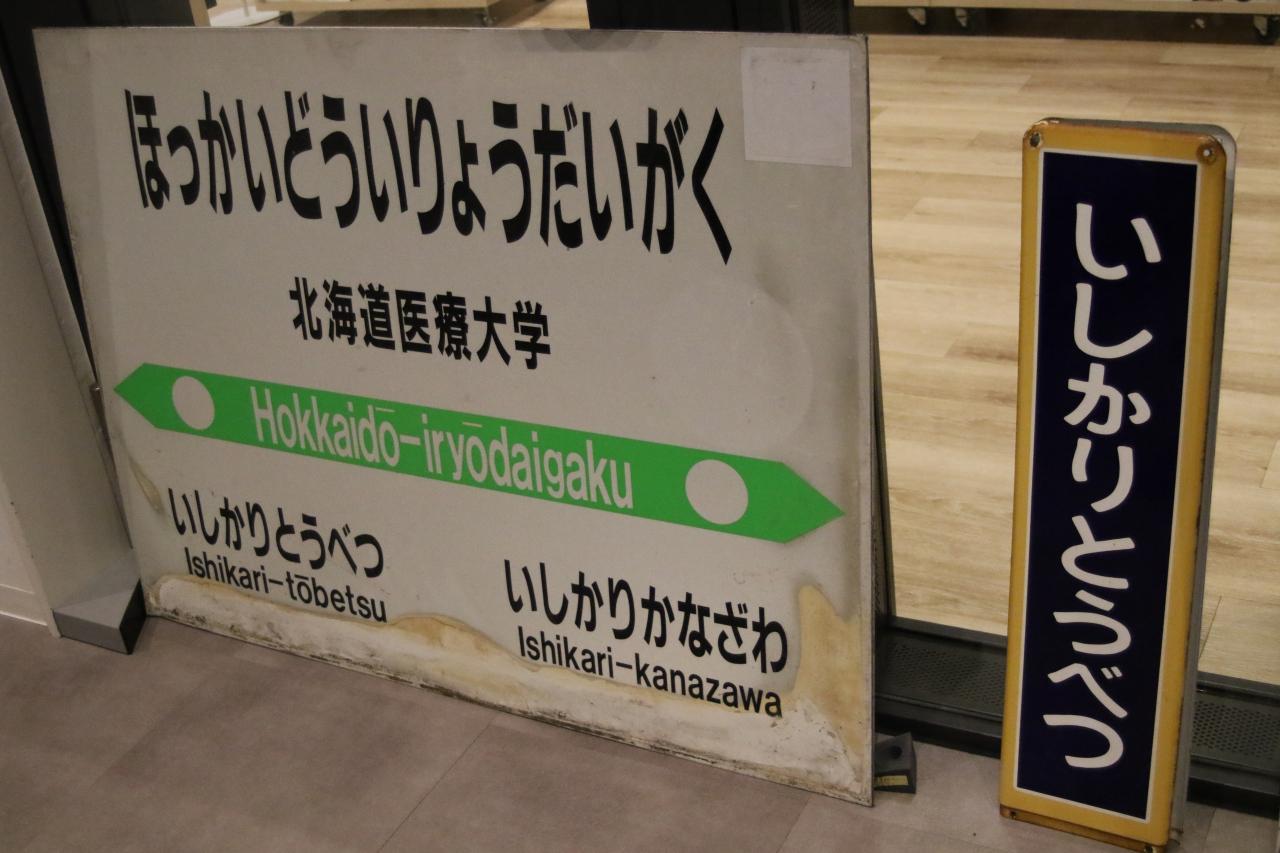 ほっかいどういりょうだいがく
北海道医療大学
Hokkaidō-iryōdaigaku
いしかりとうべつ
Ishikari-tōbetsu
いしかりかなざわ
Ishikari-kanazawa
いしかりとうべつ